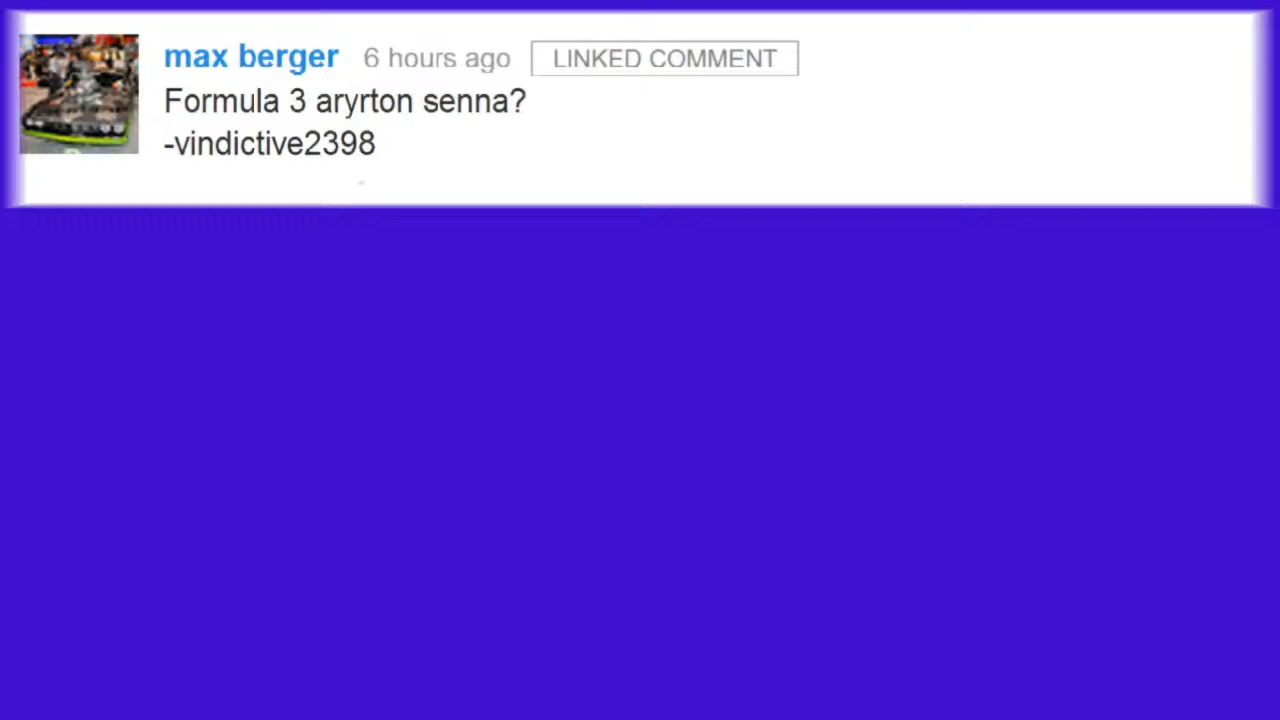 max berger 6 hours ago LINKED COMMENT
Formula 3 aryrton senna?
-vindictive2398